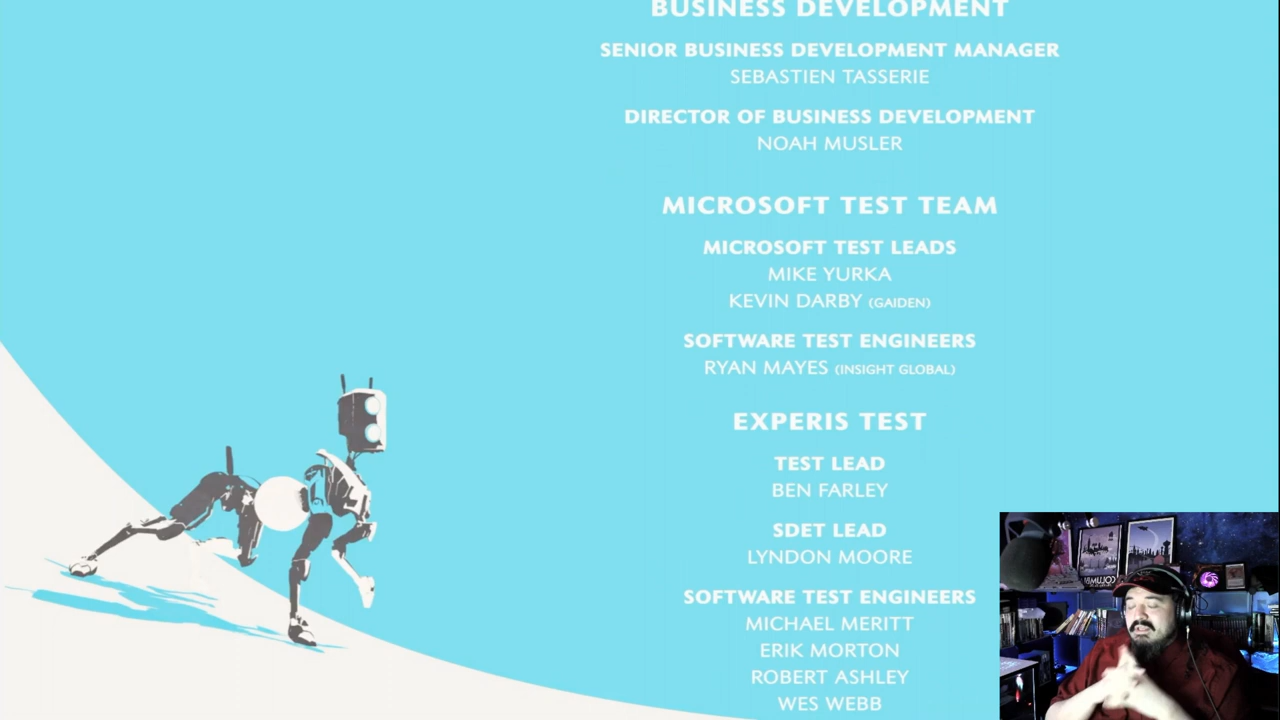 BUSINESS DEVELOPMENT
SENIOR BUSINESS DEVELOPMENT MANAGER
SEBASTIEN TASSERIE
DIRECTOR OF BUSINESS DEVELOPMENT
NOAH MUSLER
MICROSOFT TEST TEAM
MICROSOFT TEST LEADS
MIKE YURKA
KEVIN DARBY (GAIDEN)
SOFTWARE TEST ENGINEERS
RYAN MAYES (INSIGHT GLOBAL)
EXPERIS TEST
TEST LEAD
BEN FARLEY
SDET LEAD
LYNDON MOORE
SOFTWARE TEST ENGINEERS
MICHAEL MERITT
ERIK MORTON
ROBERT ASHLEY
WES WEBB